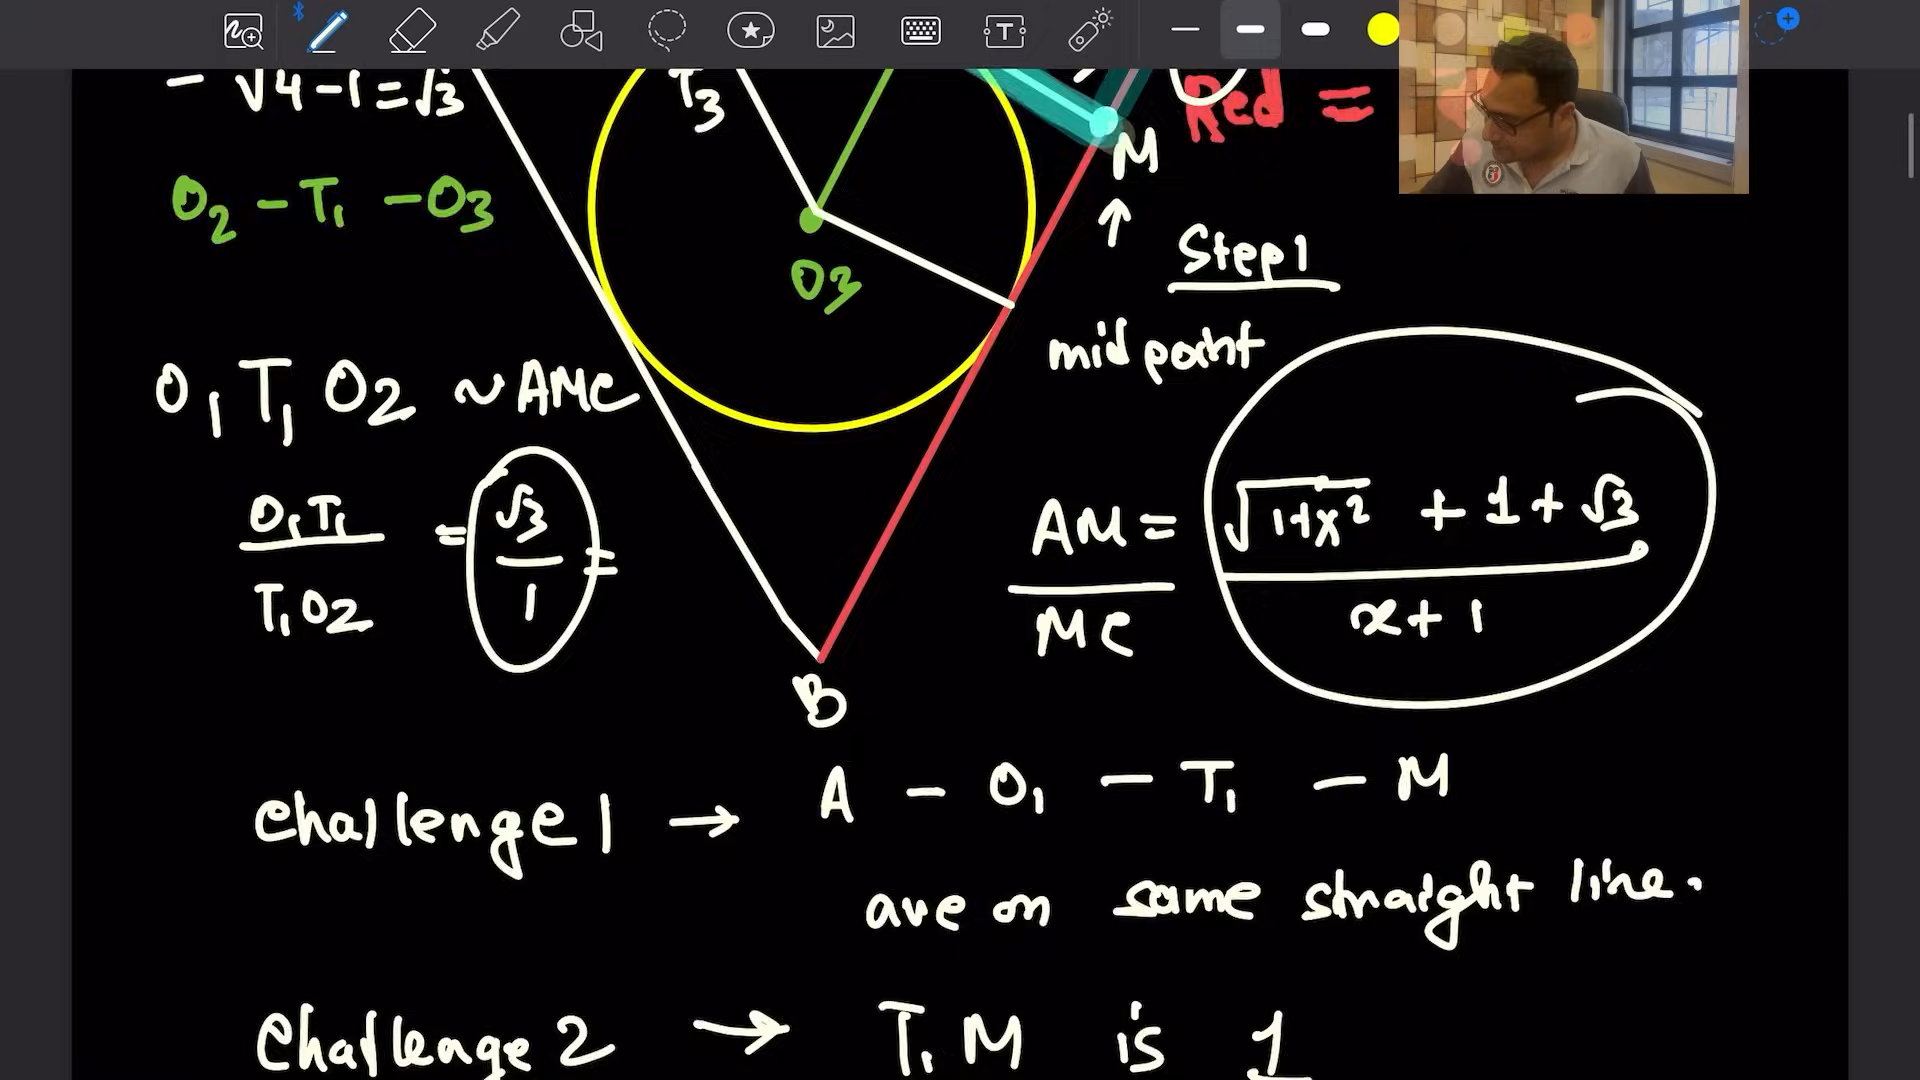 - √4-1 = √3
T3
Red =
M
O2 - T1 - O3
↑
Step 1
O3
midpoint
O1 T1 O2 ~ AMC
O1T1 / T1O2 = √3 / 1 =
AM / MC = √1+x² + 1 + √3 / x + 1
B
Challenge 1 → A - O1 - T1 - M
are on same straight line.
Challenge 2 → T1 M is 1